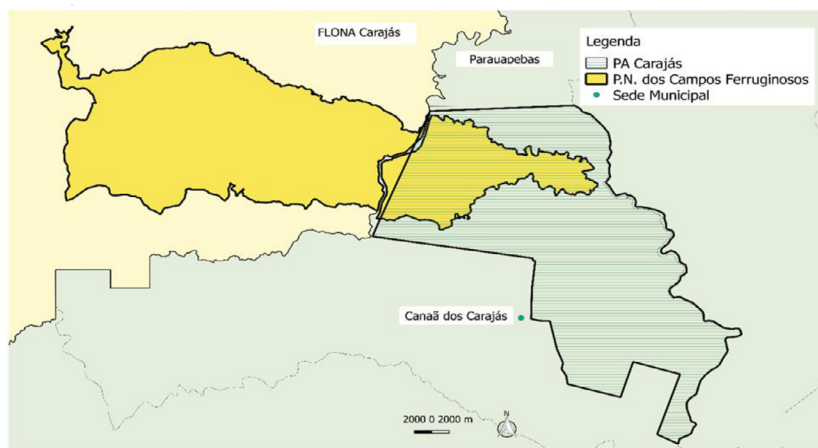 FLONA Carajás
Parauapebas
Legenda
PA Carajás
P.N. dos Campos Ferruginosos
Sede Municipal
Canaã dos Carajás
2000 0 2000 m
N